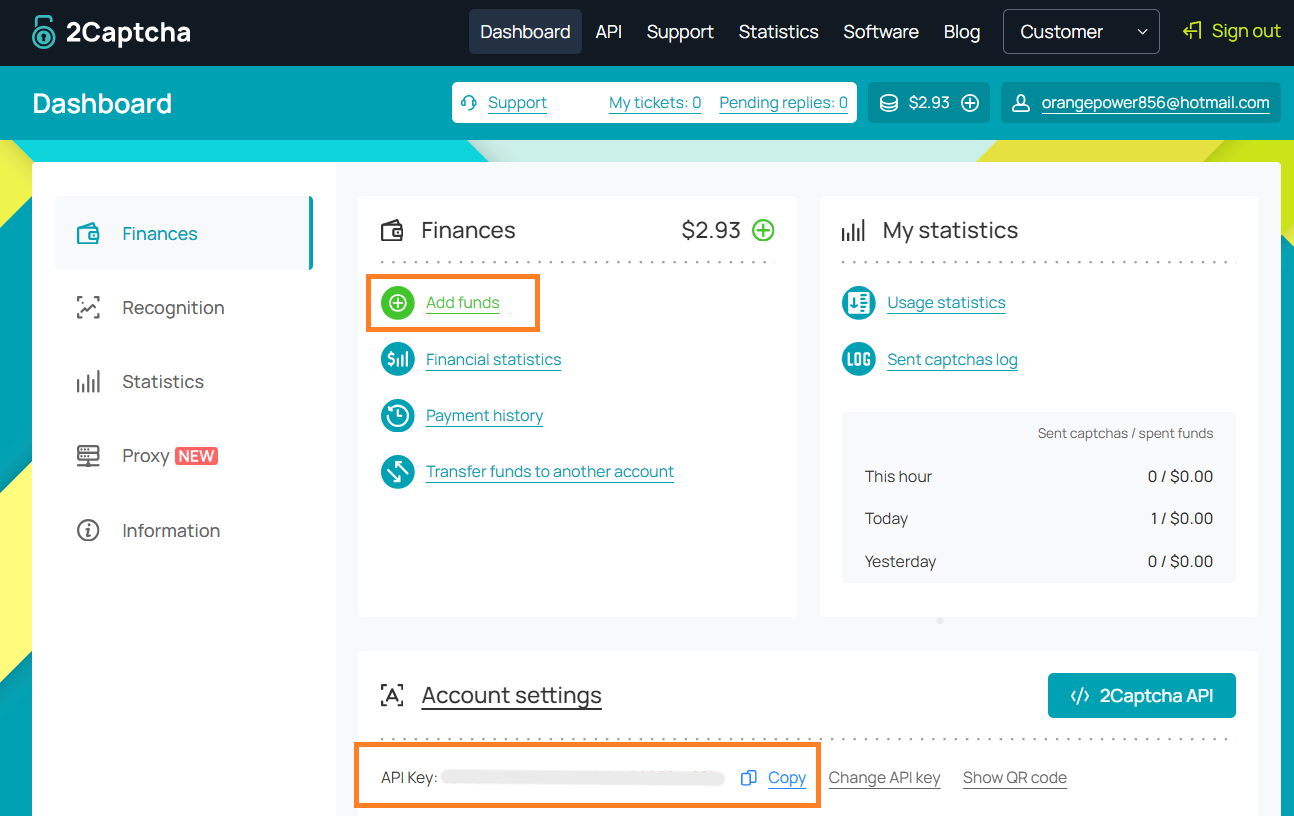 2Captcha
Dashboard API Support Statistics Software Blog Customer Sign out
Dashboard
Support My tickets: 0 Pending replies: 0 $2.93 orangepower856@hotmail.com
Finances
Recognition
Statistics
Proxy NEW
Information
Finances $2.93
Add funds
Financial statistics
Payment history
Transfer funds to another account
My statistics
Usage statistics
LOG Sent captchas log
Sent captchas / spent funds
This hour 0 / $0.00
Today 1 / $0.00
Yesterday 0 / $0.00
Account settings
</> 2Captcha API
API Key: Copy Change API key Show QR code